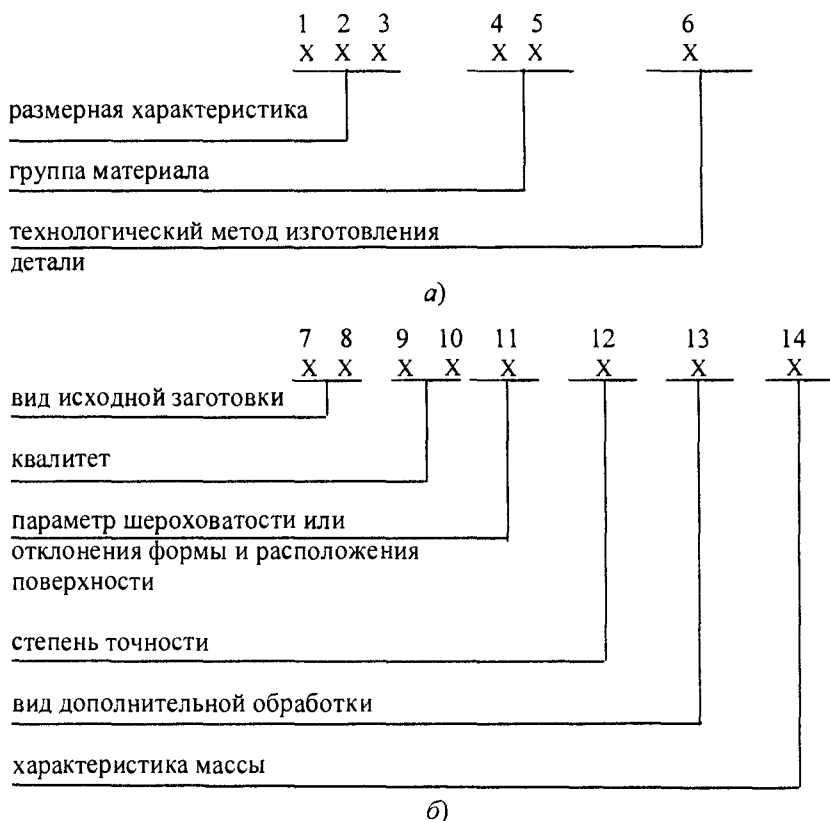 1 2 3 4 5 6
X X X X X X
размерная характеристика
группа материала
технологический метод изготовления
детали
а)
7 8 9 10 11 12 13 14
X X X X X X X X
вид исходной заготовки
квалитет
параметр шероховатости или
отклонения формы и расположения
поверхности
степень точности
вид дополнительной обработки
характеристика массы
б)